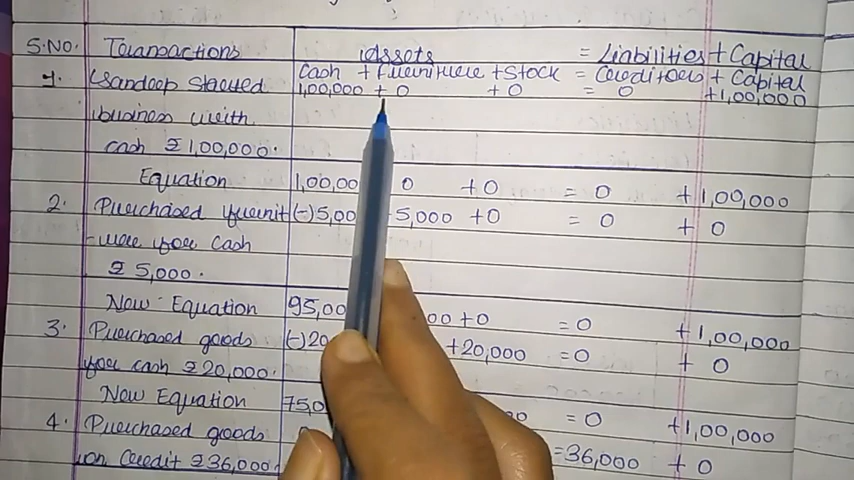 S.NO. Transactions Assets = Liabilities + Capital
1. Sandeep started Cash + furniture + Stock = Creditors + Capital
1,00,000 + 0 + 0 = 0 + 1,00,000
business with
cash ₹ 1,00,000.
Equation 1,00,00 0 + 0 = 0 + 1,00,000
2. Purchased furnit (-) 5,00 5,000 + 0 = 0 + 0
-ure for cash
₹ 5,000.
New Equation 95,00 00 + 0 = 0 + 1,00,000
3. Purchased goods (-) 20 + 20,000 = 0 + 0
for cash ₹ 20,000.
New Equation 75,0 = 0 + 1,00,000
4. Purchased goods
on Credit ₹ 36,000 = 36,000 + 0